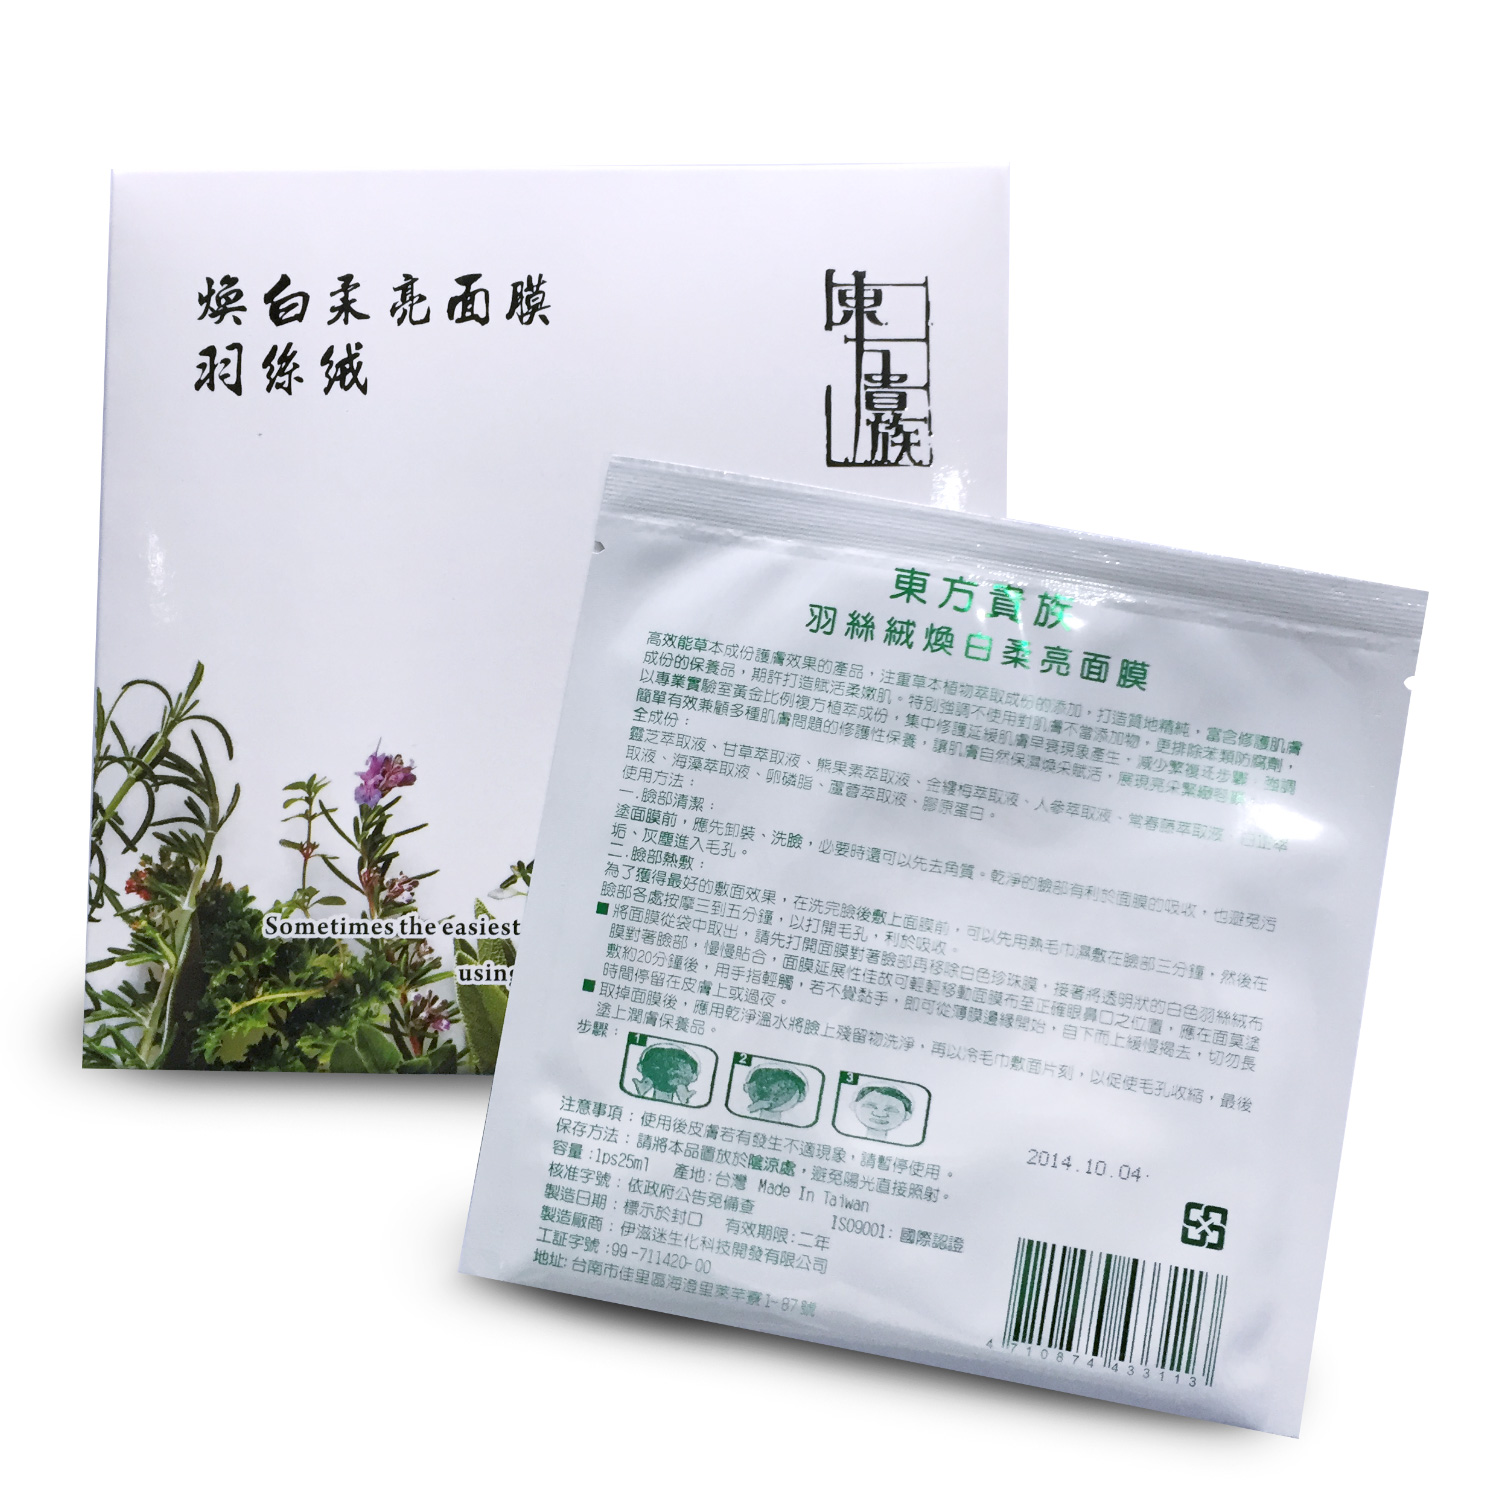 煥白柔亮面膜
羽絲絨
東方貴族
Sometimes the easiest
using
東方貴族
羽絲絨煥白柔亮面膜
高效能草本成份護膚效果的產品，注重草本植物萃取成份的添加，打造質地精純，富含修護肌膚
成份的保養品，期許打造賦活柔嫩肌。特別強調不使用對肌膚不當添加物，更排除苯類防腐劑，
以專業實驗室黃金比例複方植萃成份，集中修護延緩肌膚早衰現象產生。減少繁複步驟，強調
簡單有效兼顧多種肌膚問題的修護性保養，讓肌膚自然保濕煥采賦活，展現亮采緊緻
全成份：
靈芝萃取液、甘草萃取液、熊果素萃取液、金縷梅萃取液、人參萃取液、常春藤萃取液、
取液、海藻萃取液、卵磷脂、蘆薈萃取液、膠原蛋白。
使用方法：
一.臉部清潔：
塗面膜前，應先卸裝、洗臉，必要時還可以先去角質。乾淨的臉部有利於面膜的吸收，也避免污
垢、灰塵進入毛孔。
二.臉部熱敷：
為了獲得最好的敷面效果，在洗完臉後敷上面膜前，可以先用熱毛巾濕敷在臉部三分鐘，然後在
臉部各處按摩三到五分鐘，以打開毛孔，利於吸收。
■ 將面膜從袋中取出，請先打開面膜對著臉部再移除白色珍珠膜，接著將透明狀的白色羽絲絨布
膜對著臉部，慢慢貼合，面膜延展性佳故可輕輕移動面膜布至正確眼鼻口之位置，應在面莫塗
敷約20分鐘後，用手指輕觸，若不覺黏手，即可從薄膜邊緣開始，自下而上緩慢揭去，切勿長
時間停留在皮膚上或過夜。
■ 取掉面膜後，應用乾淨溫水將臉上殘留物洗淨，再以冷毛巾敷面片刻，以促使毛孔收縮，最後
塗上潤膚保養品。
步驟：
1
2
3
注意事項：使用後皮膚若有發生不適現象，請暫停使用。
保存方法：請將本品置放於陰涼處，避免陽光直接照射。
容量：1ps25ml 產地：台灣 Made In Taiwan
核准字號：依政府公告免備查 ISO9001：國際認證
製造日期：標示於封口 有效期限：二年
製造廠商：伊滋迷生化科技開發有限公司
工証字號：99-711420-00
地址：台南市佳里區海澄里萊芊寮1-87號
2014.10.04.
4 710874 433113